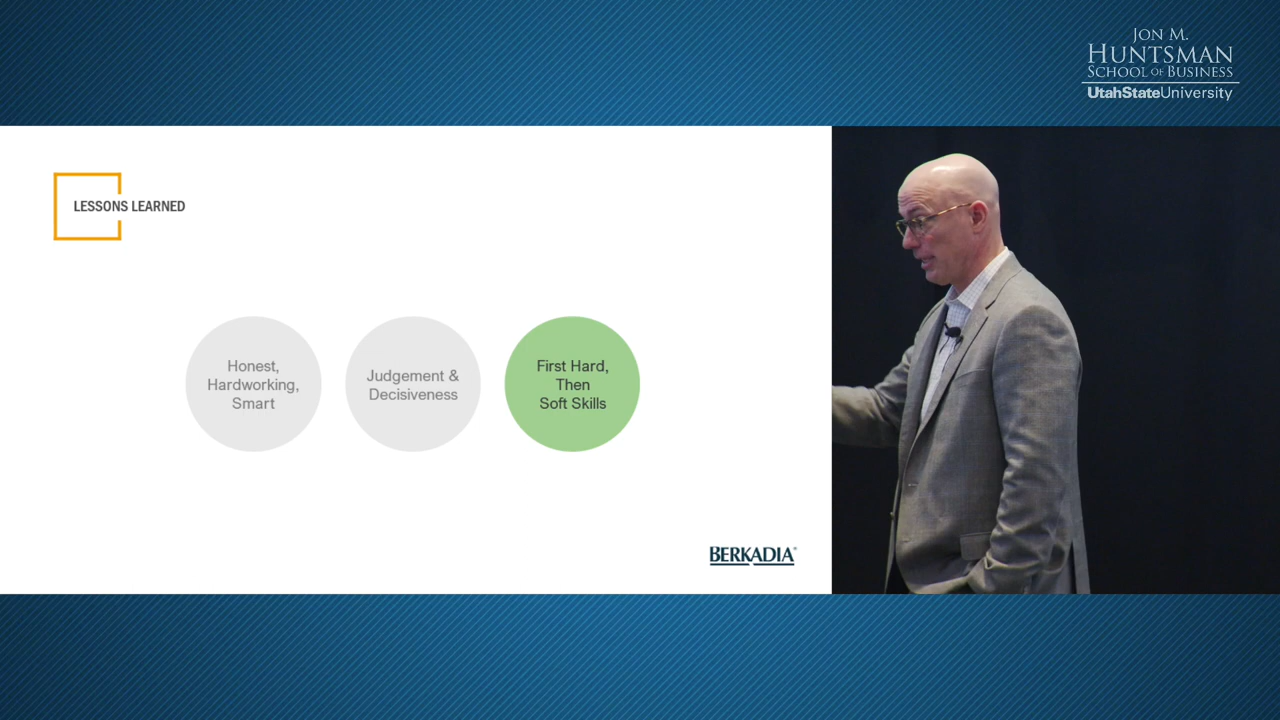 JON M.
HUNTSMAN
SCHOOL OF BUSINESS
UtahStateUniversity
LESSONS LEARNED
Honest,
Hardworking,
Smart
Judgement &
Decisiveness
First Hard,
Then
Soft Skills
BERKADIA®